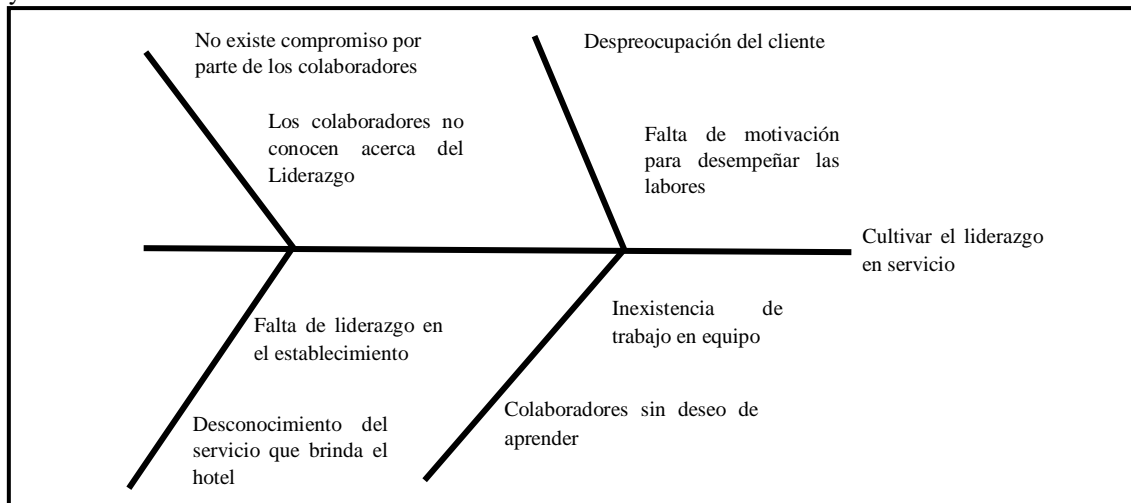 No existe compromiso por
parte de los colaboradores
Los colaboradores no
conocen acerca del
Liderazgo
Despreocupación del cliente
Falta de motivación
para desempeñar las
labores
Cultivar el liderazgo
en servicio
Falta de liderazgo en
el establecimiento
Desconocimiento del
servicio que brinda el
hotel
Inexistencia de
trabajo en equipo
Colaboradores sin deseo de
aprender